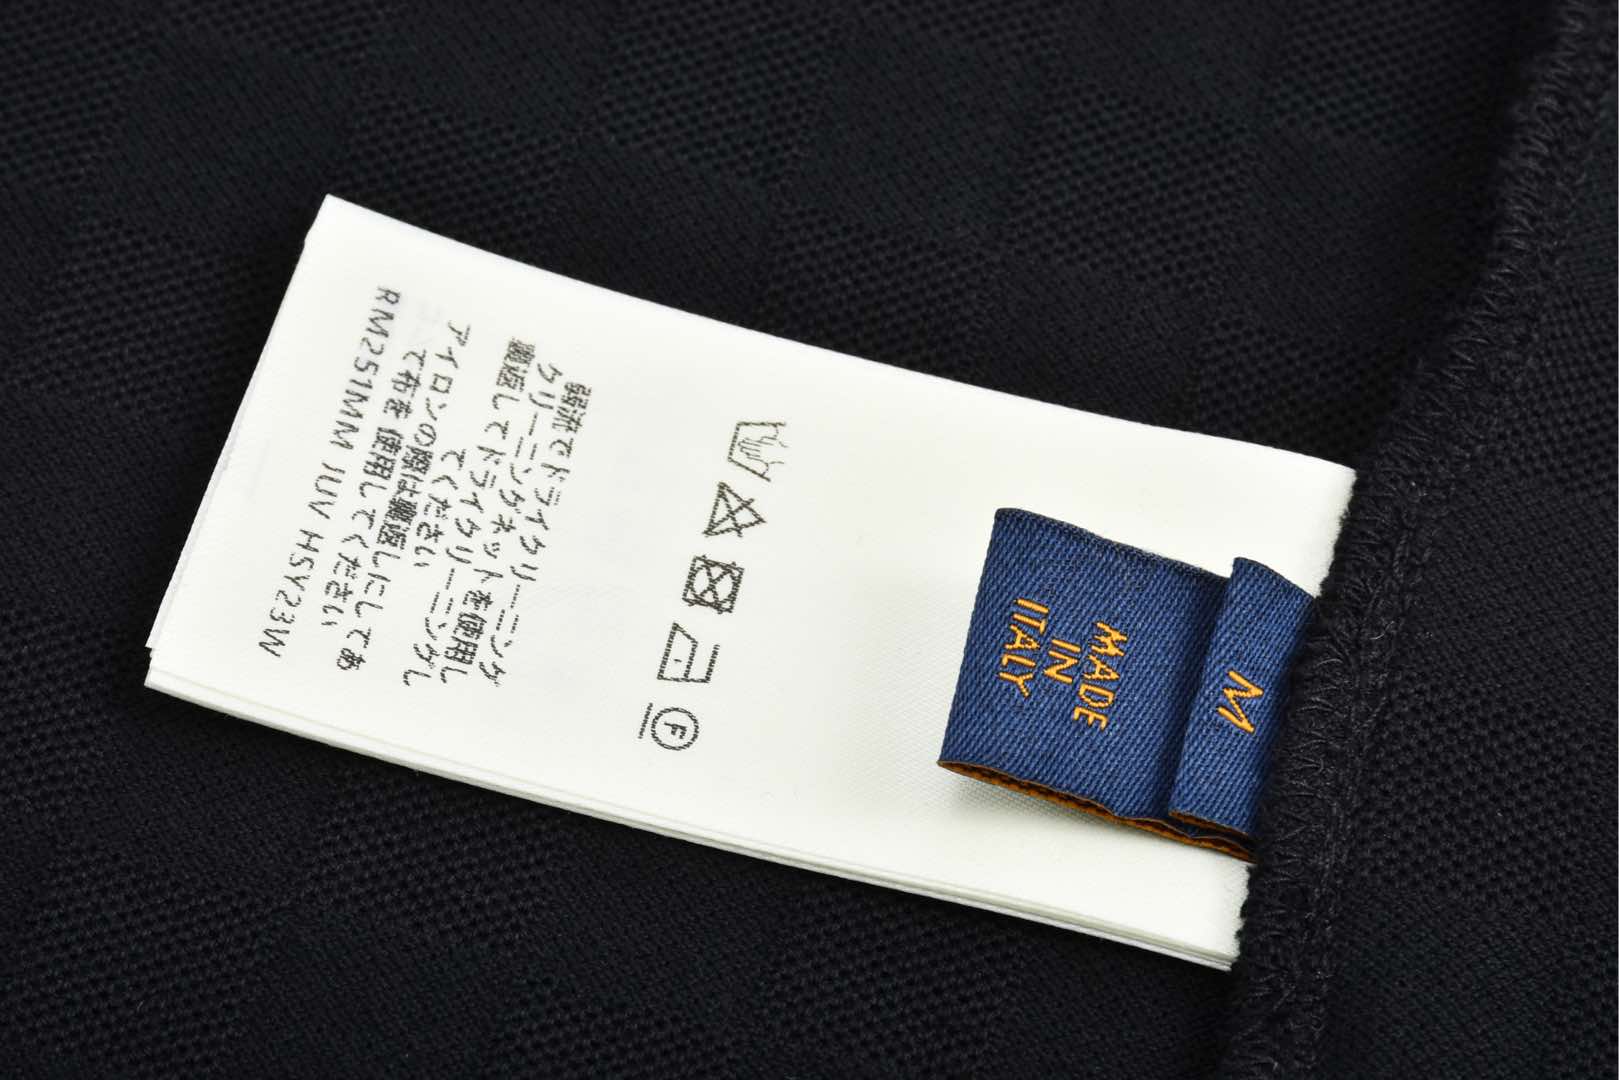 M
MADE
IN
IITALY
F
弱流てドライクリーニング
クリーニングネットを使用し
裏返してドライクリーニングし
てください
アイロンの際は裏返しにしてあ
て布を使用してください
RM251MM JUV HSY23W